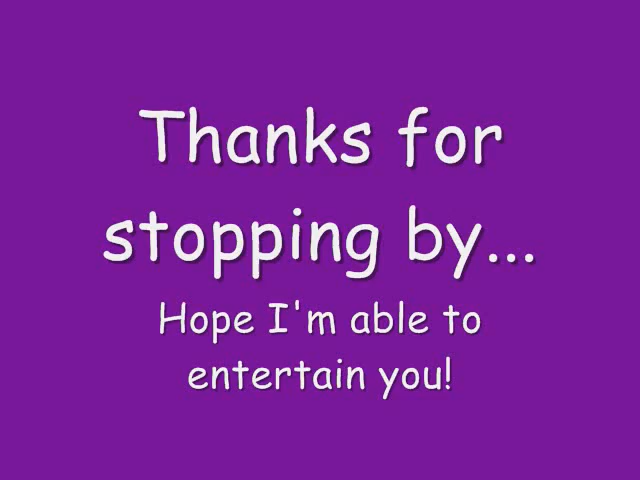 Thanks for
stopping by...
Hope I'm able to
entertain you!